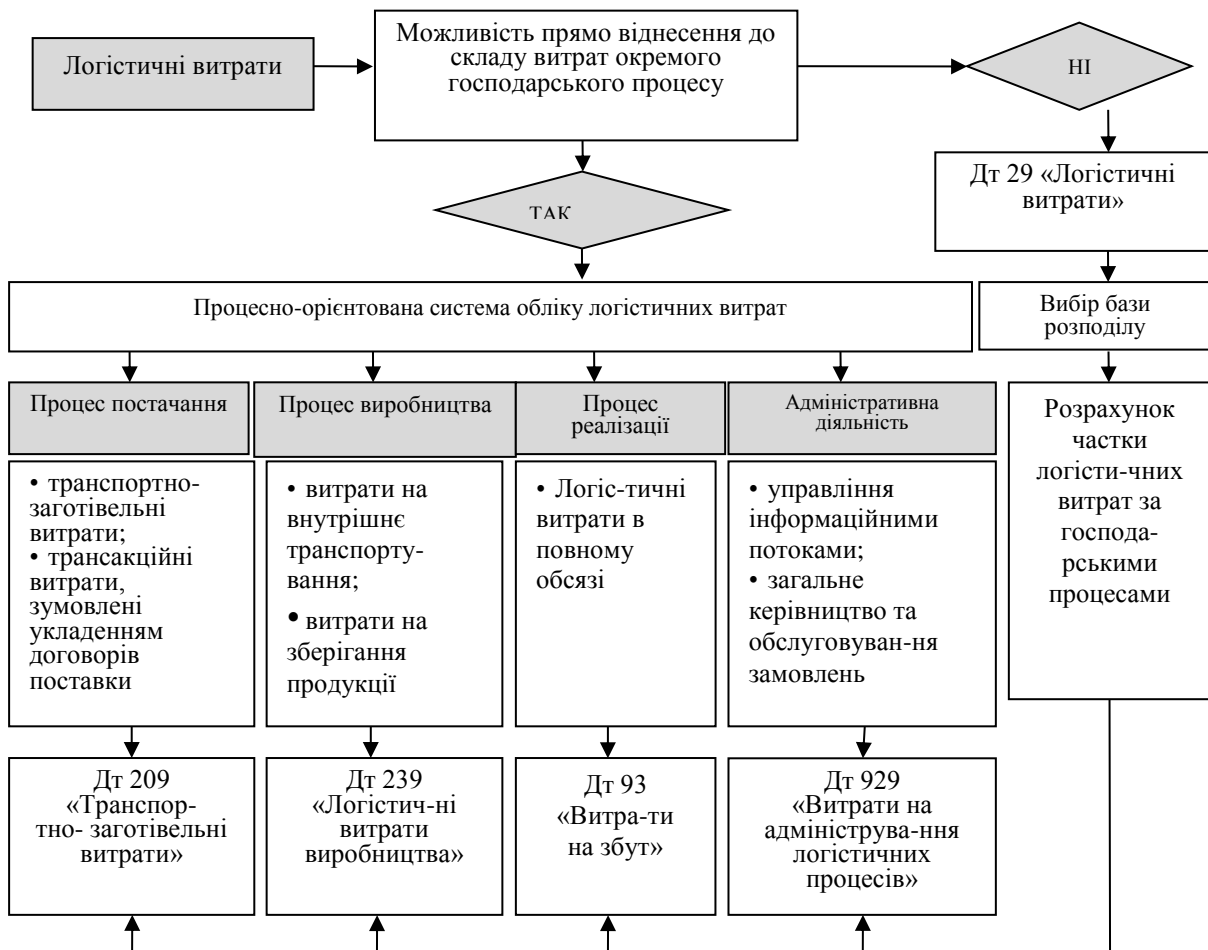 Логістичні витрати
Можливість прямо віднесення до
складу витрат окремого
господарського процесу
НІ
ТАК
Дт 29 «Логістичні
витрати»
Процесно-орієнтована система обліку логістичних витрат
Вибір бази
розподілу
Процес постачання
Процес виробництва
Процес
реалізації
Адміністративна
діяльність
• транспортно-
заготівельні
витрати;
• трансакційні
витрати,
зумовлені
укладенням
договорів
поставки
• витрати на
внутрішнє
транспорту-
вання;
• витрати на
зберігання
продукції
• Логіс-тичні
витрати в
повному
обсязі
• управління
інформаційними
потоками;
• загальне
керівництво та
обслуговуван-ня
замовлень
Розрахунок
частки
логісти-чних
витрат за
господа-
рськими
процесами
Дт 209
«Транспор-
тно- заготівельні
витрати»
Дт 239
«Логістич-ні
витрати
виробництва»
Дт 93
«Витра-ти
на збут»
Дт 929
«Витрати на
адмініструва-ння
логістичних
процесів»